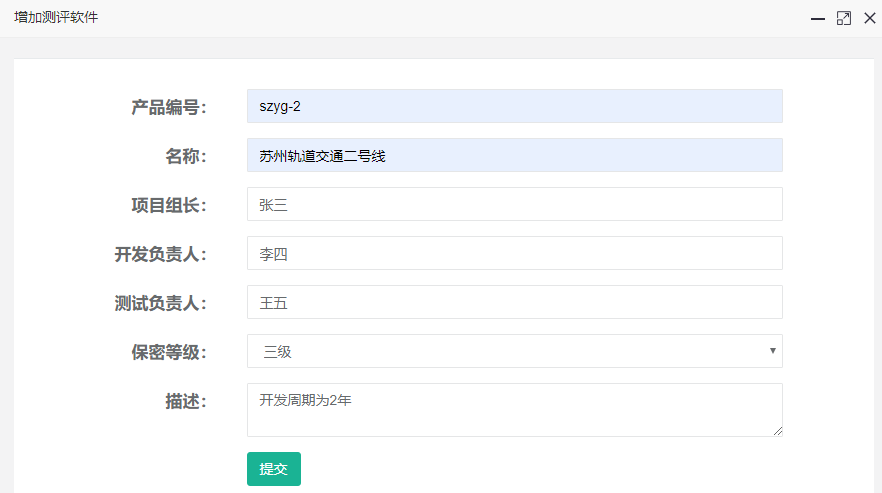 增加测评软件
产品编号： szyg-2
名称： 苏州轨道交通二号线
项目组长： 张三
开发负责人： 李四
测试负责人： 王五
保密等级： 三级
描述： 开发周期为2年
提交